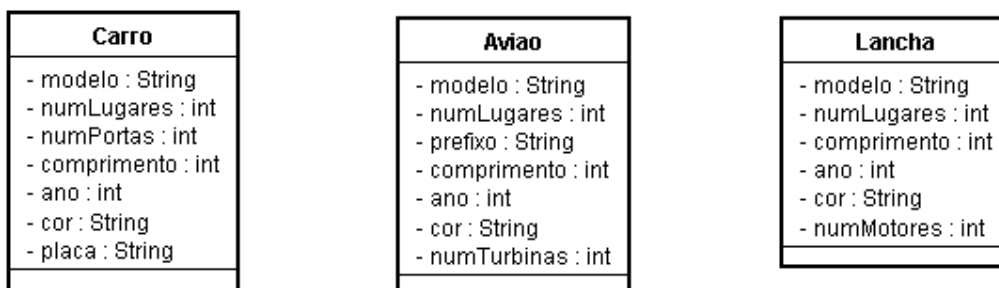 Carro
- modelo : String
- numLugares : int
- numPortas : int
- comprimento : int
- ano : int
- cor : String
- placa : String
Aviao
- modelo : String
- numLugares : int
- prefixo : String
- comprimento : int
- ano : int
- cor : String
- numTurbinas : int
Lancha
- modelo : String
- numLugares : int
- comprimento : int
- ano : int
- cor : String
- numMotores : int